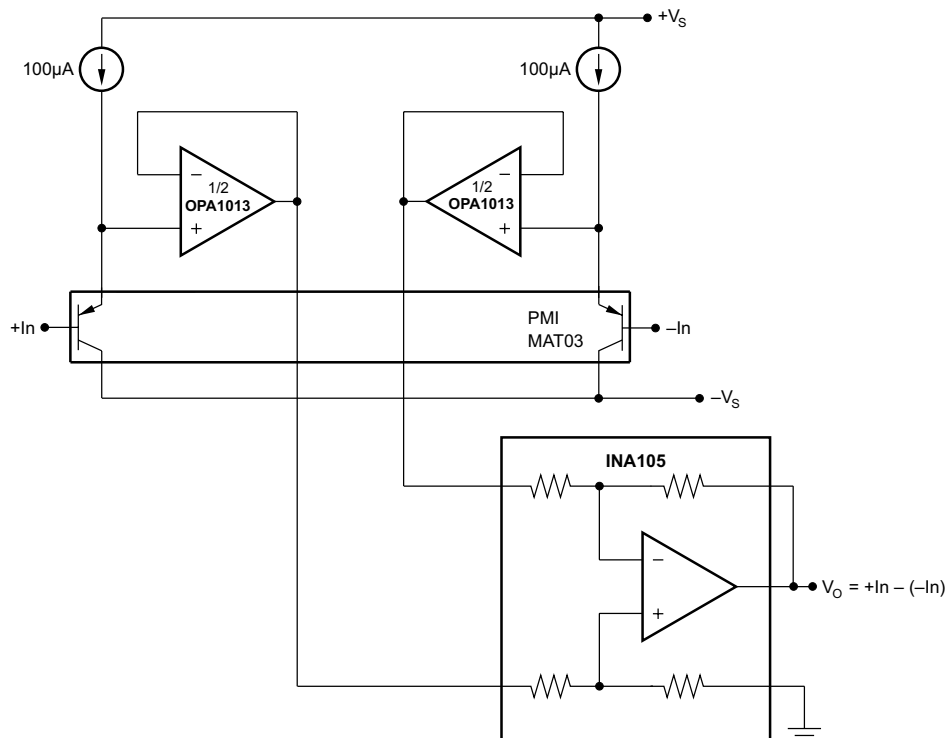 +VS
100µA
100µA
−
1/2
OPA1013
+
−
1/2
OPA1013
+
+In
PMI
MAT03
–In
–VS
INA105
−
+
VO = +In – (–In)